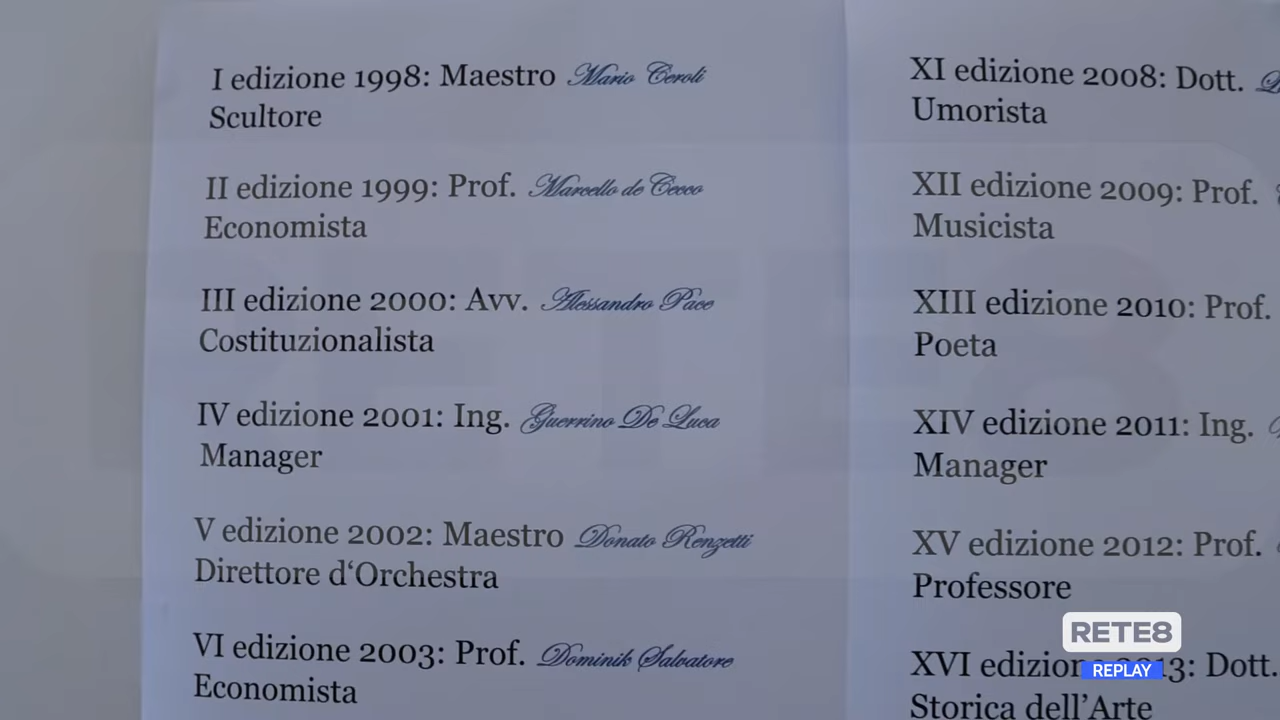 I edizione 1998: Maestro Mario Ceroli
Scultore
II edizione 1999: Prof. Marcello de Cecco
Economista
III edizione 2000: Avv. Alessandro Pace
Costituzionalista
IV edizione 2001: Ing. Guerrino De Luca
Manager
V edizione 2002: Maestro Donato Renzetti
Direttore d‘Orchestra
VI edizione 2003: Prof. Dominik Salvatore
Economista
XI edizione 2008: Dott.
Umorista
XII edizione 2009: Prof.
Musicista
XIII edizione 2010: Prof.
Poeta
XIV edizione 2011: Ing.
Manager
XV edizione 2012: Prof.
Professore
XVI edizione 2013: Dott.
Storica dell’Arte
RETE8
REPLAY
RETE8